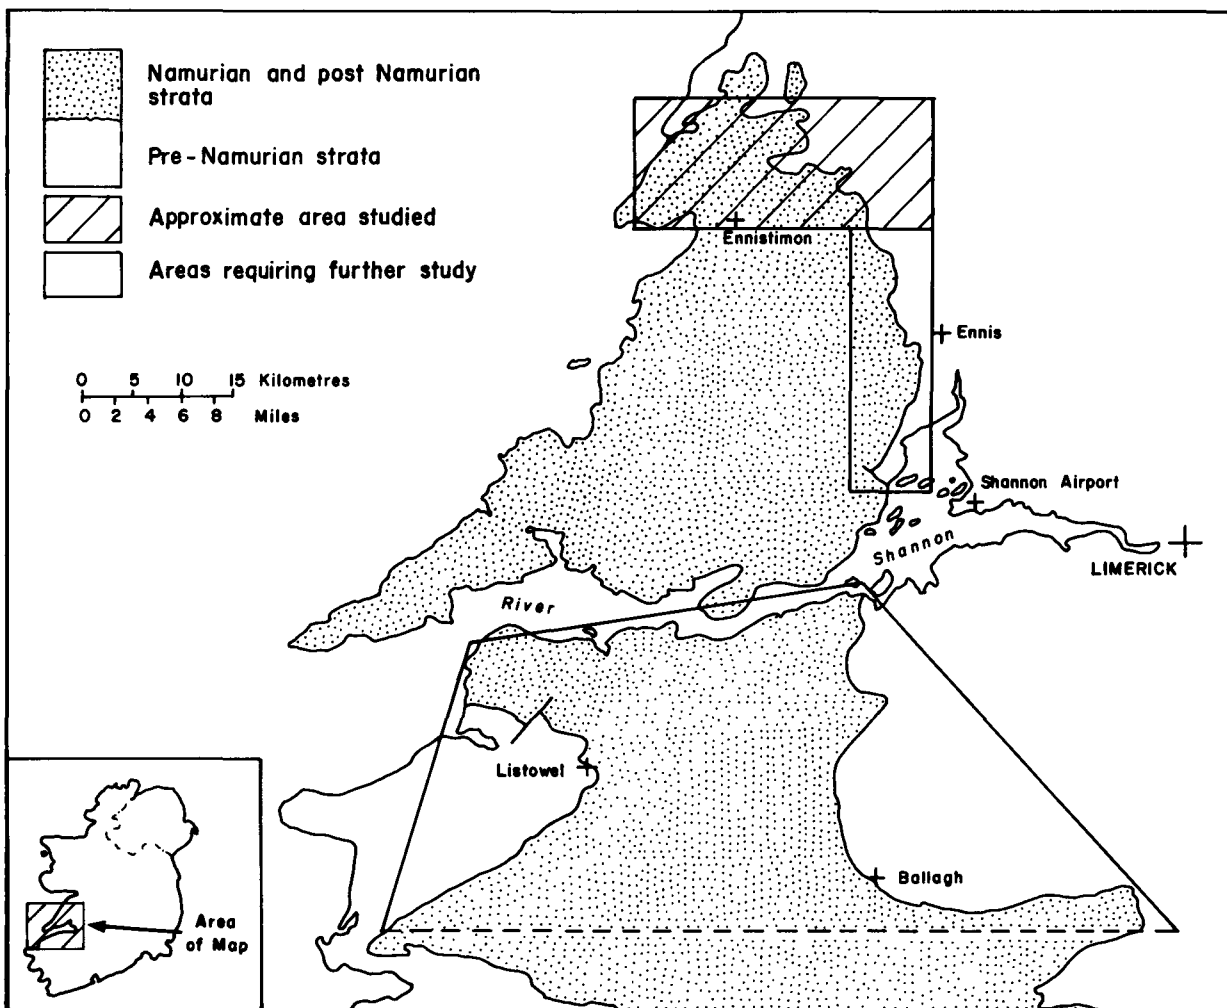 Namurian and post Namurian
strata
Pre-Namurian strata
Approximate area studied
Areas requiring further study
0 5 10 15 Kilometres
0 2 4 6 8 Miles
Ennistimon
Ennis
Shannon Airport
Shannon
LIMERICK
River
Listowel
Ballagh
Area
of Map